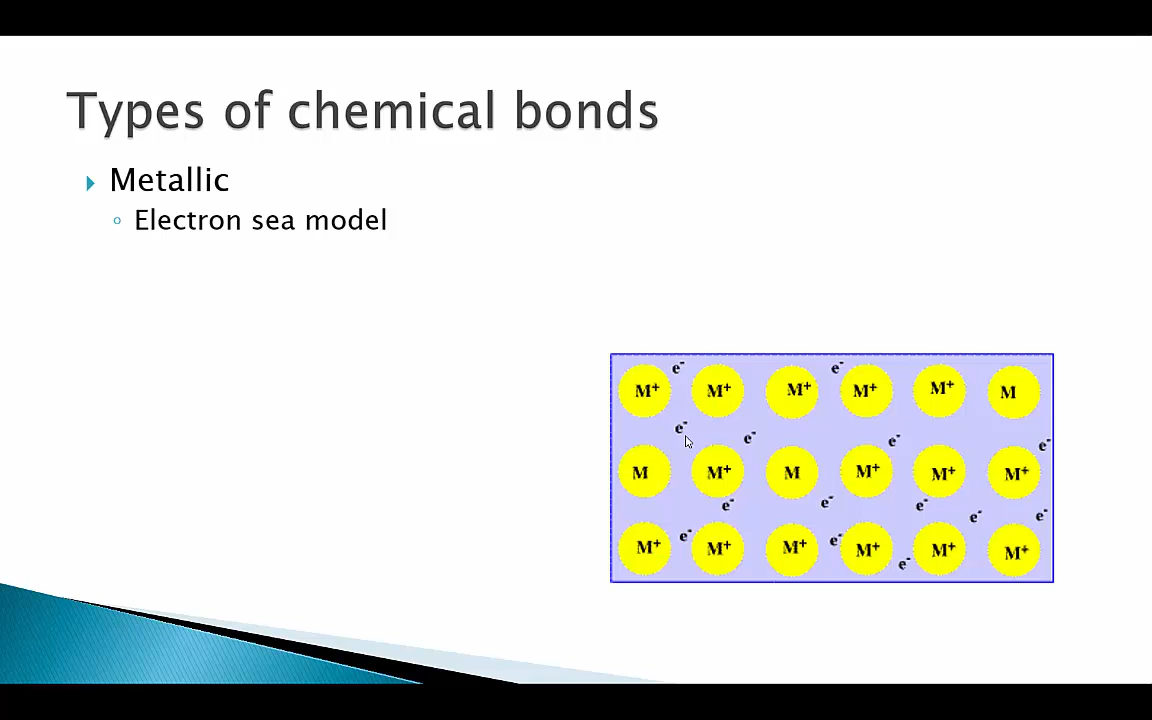 Types of chemical bonds
Metallic
Electron sea model
e⁻ e⁻
M⁺ M⁺ M⁺ M⁺ M⁺ M
e⁻ e⁻ e⁻ e⁻
M M⁺ M M⁺ M⁺ M⁺
e⁻ e⁻ e⁻ e⁻ e⁻
e⁻ e⁻ e⁻
M⁺ M⁺ M⁺ M⁺ M⁺ M⁺